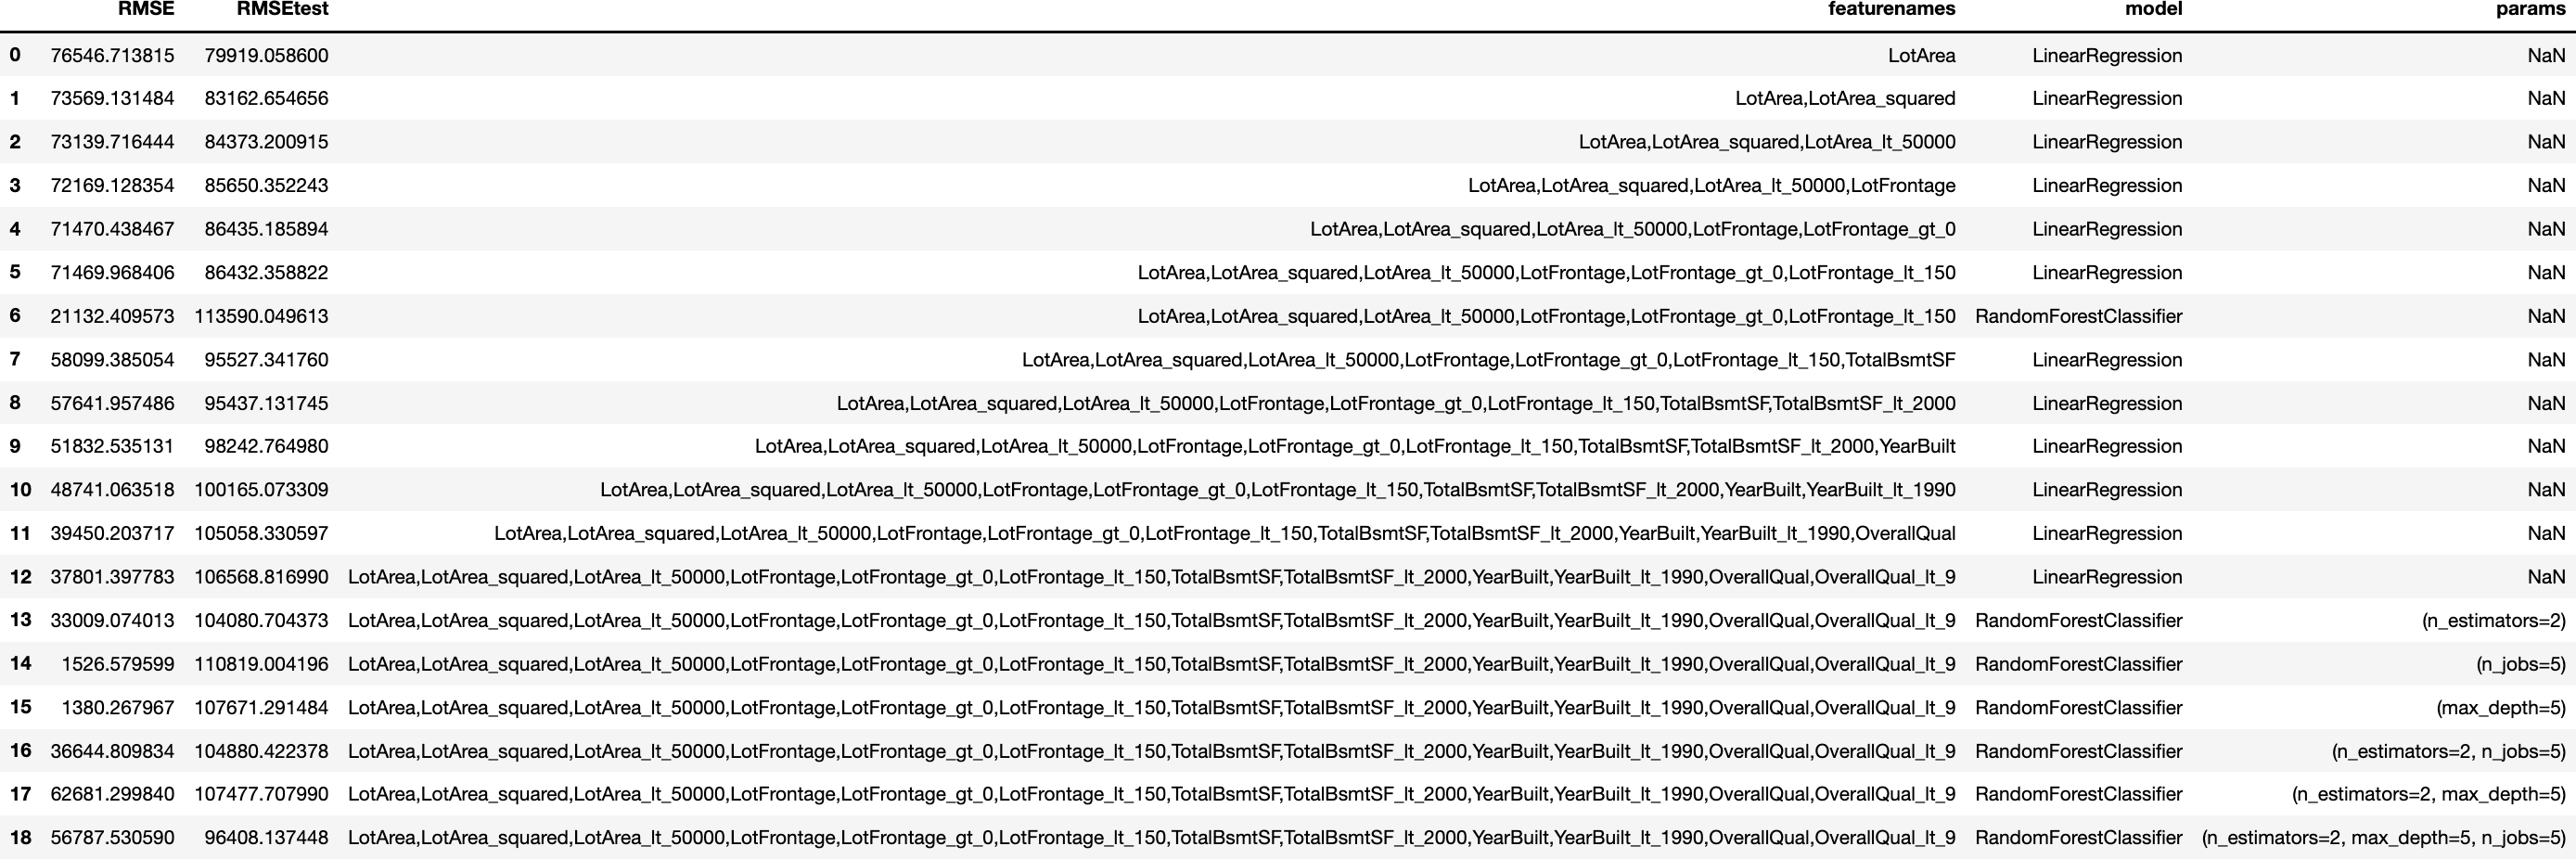 RMSE RMSEtest featurenames model params
0 76546.713815 79919.058600 LotArea LinearRegression NaN
1 73569.131484 83162.654656 LotArea,LotArea_squared LinearRegression NaN
2 73139.716444 84373.200915 LotArea,LotArea_squared,LotArea_lt_50000 LinearRegression NaN
3 72169.128354 85650.352243 LotArea,LotArea_squared,LotArea_lt_50000,LotFrontage LinearRegression NaN
4 71470.438467 86435.185894 LotArea,LotArea_squared,LotArea_lt_50000,LotFrontage,LotFrontage_gt_0 LinearRegression NaN
5 71469.968406 86432.358822 LotArea,LotArea_squared,LotArea_lt_50000,LotFrontage,LotFrontage_gt_0,LotFrontage_lt_150 LinearRegression NaN
6 21132.409573 113590.049613 LotArea,LotArea_squared,LotArea_lt_50000,LotFrontage,LotFrontage_gt_0,LotFrontage_lt_150 RandomForestClassifier NaN
7 58099.385054 95527.341760 LotArea,LotArea_squared,LotArea_lt_50000,LotFrontage,LotFrontage_gt_0,LotFrontage_lt_150,TotalBsmtSF LinearRegression NaN
8 57641.957486 95437.131745 LotArea,LotArea_squared,LotArea_lt_50000,LotFrontage,LotFrontage_gt_0,LotFrontage_lt_150,TotalBsmtSF,TotalBsmtSF_lt_2000 LinearRegression NaN
9 51832.535131 98242.764980 LotArea,LotArea_squared,LotArea_lt_50000,LotFrontage,LotFrontage_gt_0,LotFrontage_lt_150,TotalBsmtSF,TotalBsmtSF_lt_2000,YearBuilt LinearRegression NaN
10 48741.063518 100165.073309 LotArea,LotArea_squared,LotArea_lt_50000,LotFrontage,LotFrontage_gt_0,LotFrontage_lt_150,TotalBsmtSF,TotalBsmtSF_lt_2000,YearBuilt,YearBuilt_lt_1990 LinearRegression NaN
11 39450.203717 105058.330597 LotArea,LotArea_squared,LotArea_lt_50000,LotFrontage,LotFrontage_gt_0,LotFrontage_lt_150,TotalBsmtSF,TotalBsmtSF_lt_2000,YearBuilt,YearBuilt_lt_1990,OverallQual LinearRegression NaN
12 37801.397783 106568.816990 LotArea,LotArea_squared,LotArea_lt_50000,LotFrontage,LotFrontage_gt_0,LotFrontage_lt_150,TotalBsmtSF,TotalBsmtSF_lt_2000,YearBuilt,YearBuilt_lt_1990,OverallQual,OverallQual_lt_9 LinearRegression NaN
13 33009.074013 104080.704373 LotArea,LotArea_squared,LotArea_lt_50000,LotFrontage,LotFrontage_gt_0,LotFrontage_lt_150,TotalBsmtSF,TotalBsmtSF_lt_2000,YearBuilt,YearBuilt_lt_1990,OverallQual,OverallQual_lt_9 RandomForestClassifier (n_estimators=2)
14 1526.579599 110819.004196 LotArea,LotArea_squared,LotArea_lt_50000,LotFrontage,LotFrontage_gt_0,LotFrontage_lt_150,TotalBsmtSF,TotalBsmtSF_lt_2000,YearBuilt,YearBuilt_lt_1990,OverallQual,OverallQual_lt_9 RandomForestClassifier (n_jobs=5)
15 1380.267967 107671.291484 LotArea,LotArea_squared,LotArea_lt_50000,LotFrontage,LotFrontage_gt_0,LotFrontage_lt_150,TotalBsmtSF,TotalBsmtSF_lt_2000,YearBuilt,YearBuilt_lt_1990,OverallQual,OverallQual_lt_9 RandomForestClassifier (max_depth=5)
16 36644.809834 104880.422378 LotArea,LotArea_squared,LotArea_lt_50000,LotFrontage,LotFrontage_gt_0,LotFrontage_lt_150,TotalBsmtSF,TotalBsmtSF_lt_2000,YearBuilt,YearBuilt_lt_1990,OverallQual,OverallQual_lt_9 RandomForestClassifier (n_estimators=2, n_jobs=5)
17 62681.299840 107477.707990 LotArea,LotArea_squared,LotArea_lt_50000,LotFrontage,LotFrontage_gt_0,LotFrontage_lt_150,TotalBsmtSF,TotalBsmtSF_lt_2000,YearBuilt,YearBuilt_lt_1990,OverallQual,OverallQual_lt_9 RandomForestClassifier (n_estimators=2, max_depth=5)
18 56787.530590 96408.137448 LotArea,LotArea_squared,LotArea_lt_50000,LotFrontage,LotFrontage_gt_0,LotFrontage_lt_150,TotalBsmtSF,TotalBsmtSF_lt_2000,YearBuilt,YearBuilt_lt_1990,OverallQual,OverallQual_lt_9 RandomForestClassifier (n_estimators=2, max_depth=5, n_jobs=5)